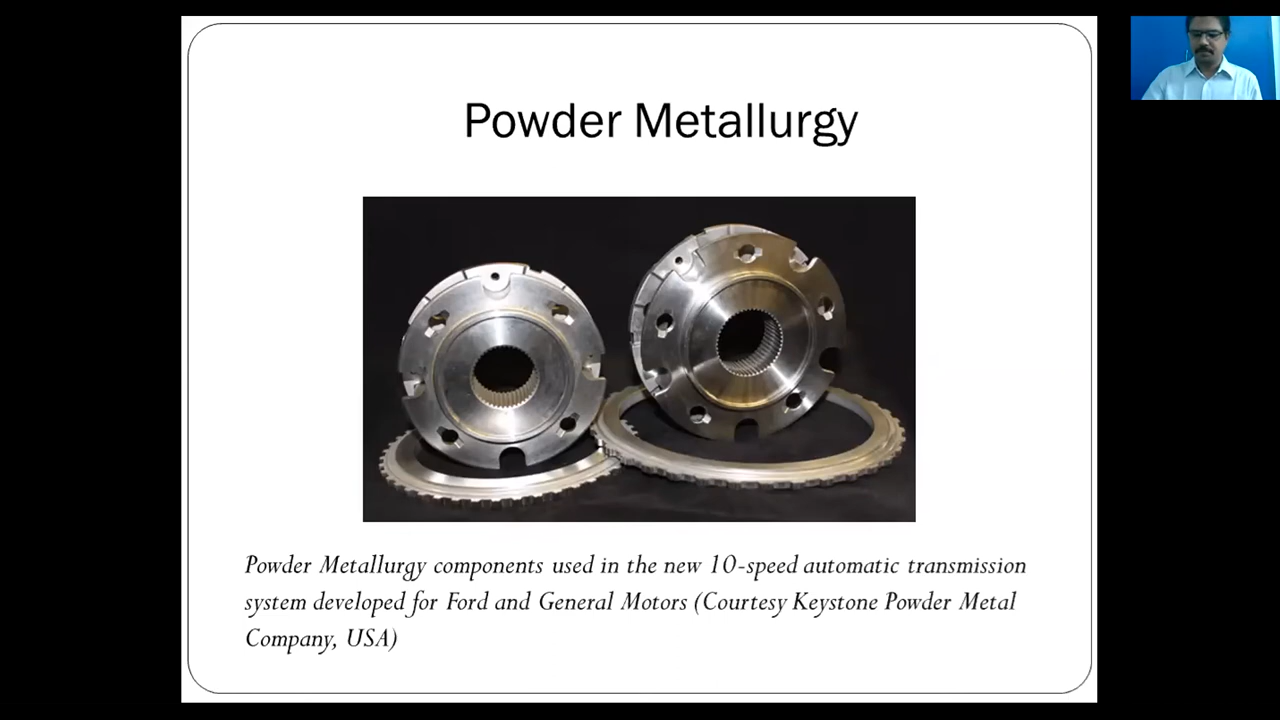 Powder Metallurgy
Powder Metallurgy components used in the new 10-speed automatic transmission
system developed for Ford and General Motors (Courtesy Keystone Powder Metal
Company, USA)